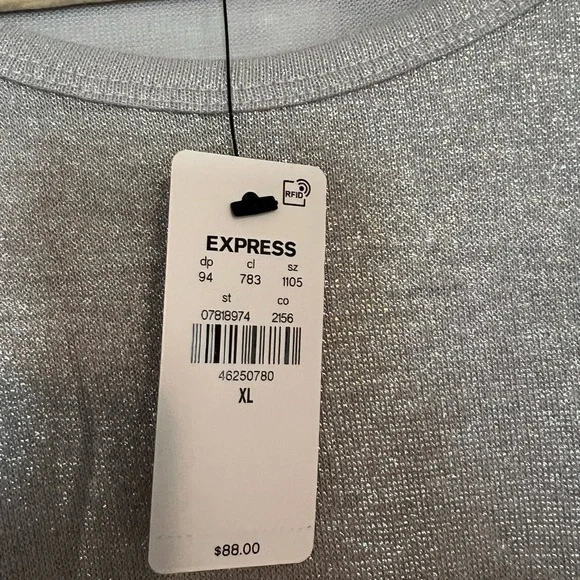 RFID
EXPRESS
dp cl sz
94 783 1105
st co
07818974 2156
46250780
XL
$88.00